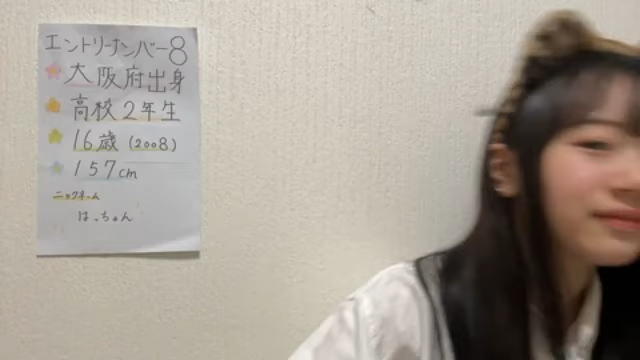 エントリーナンバー8
大阪府出身
高校2年生
16歳 (2008)
157cm
ニックネーム
はっちゃん